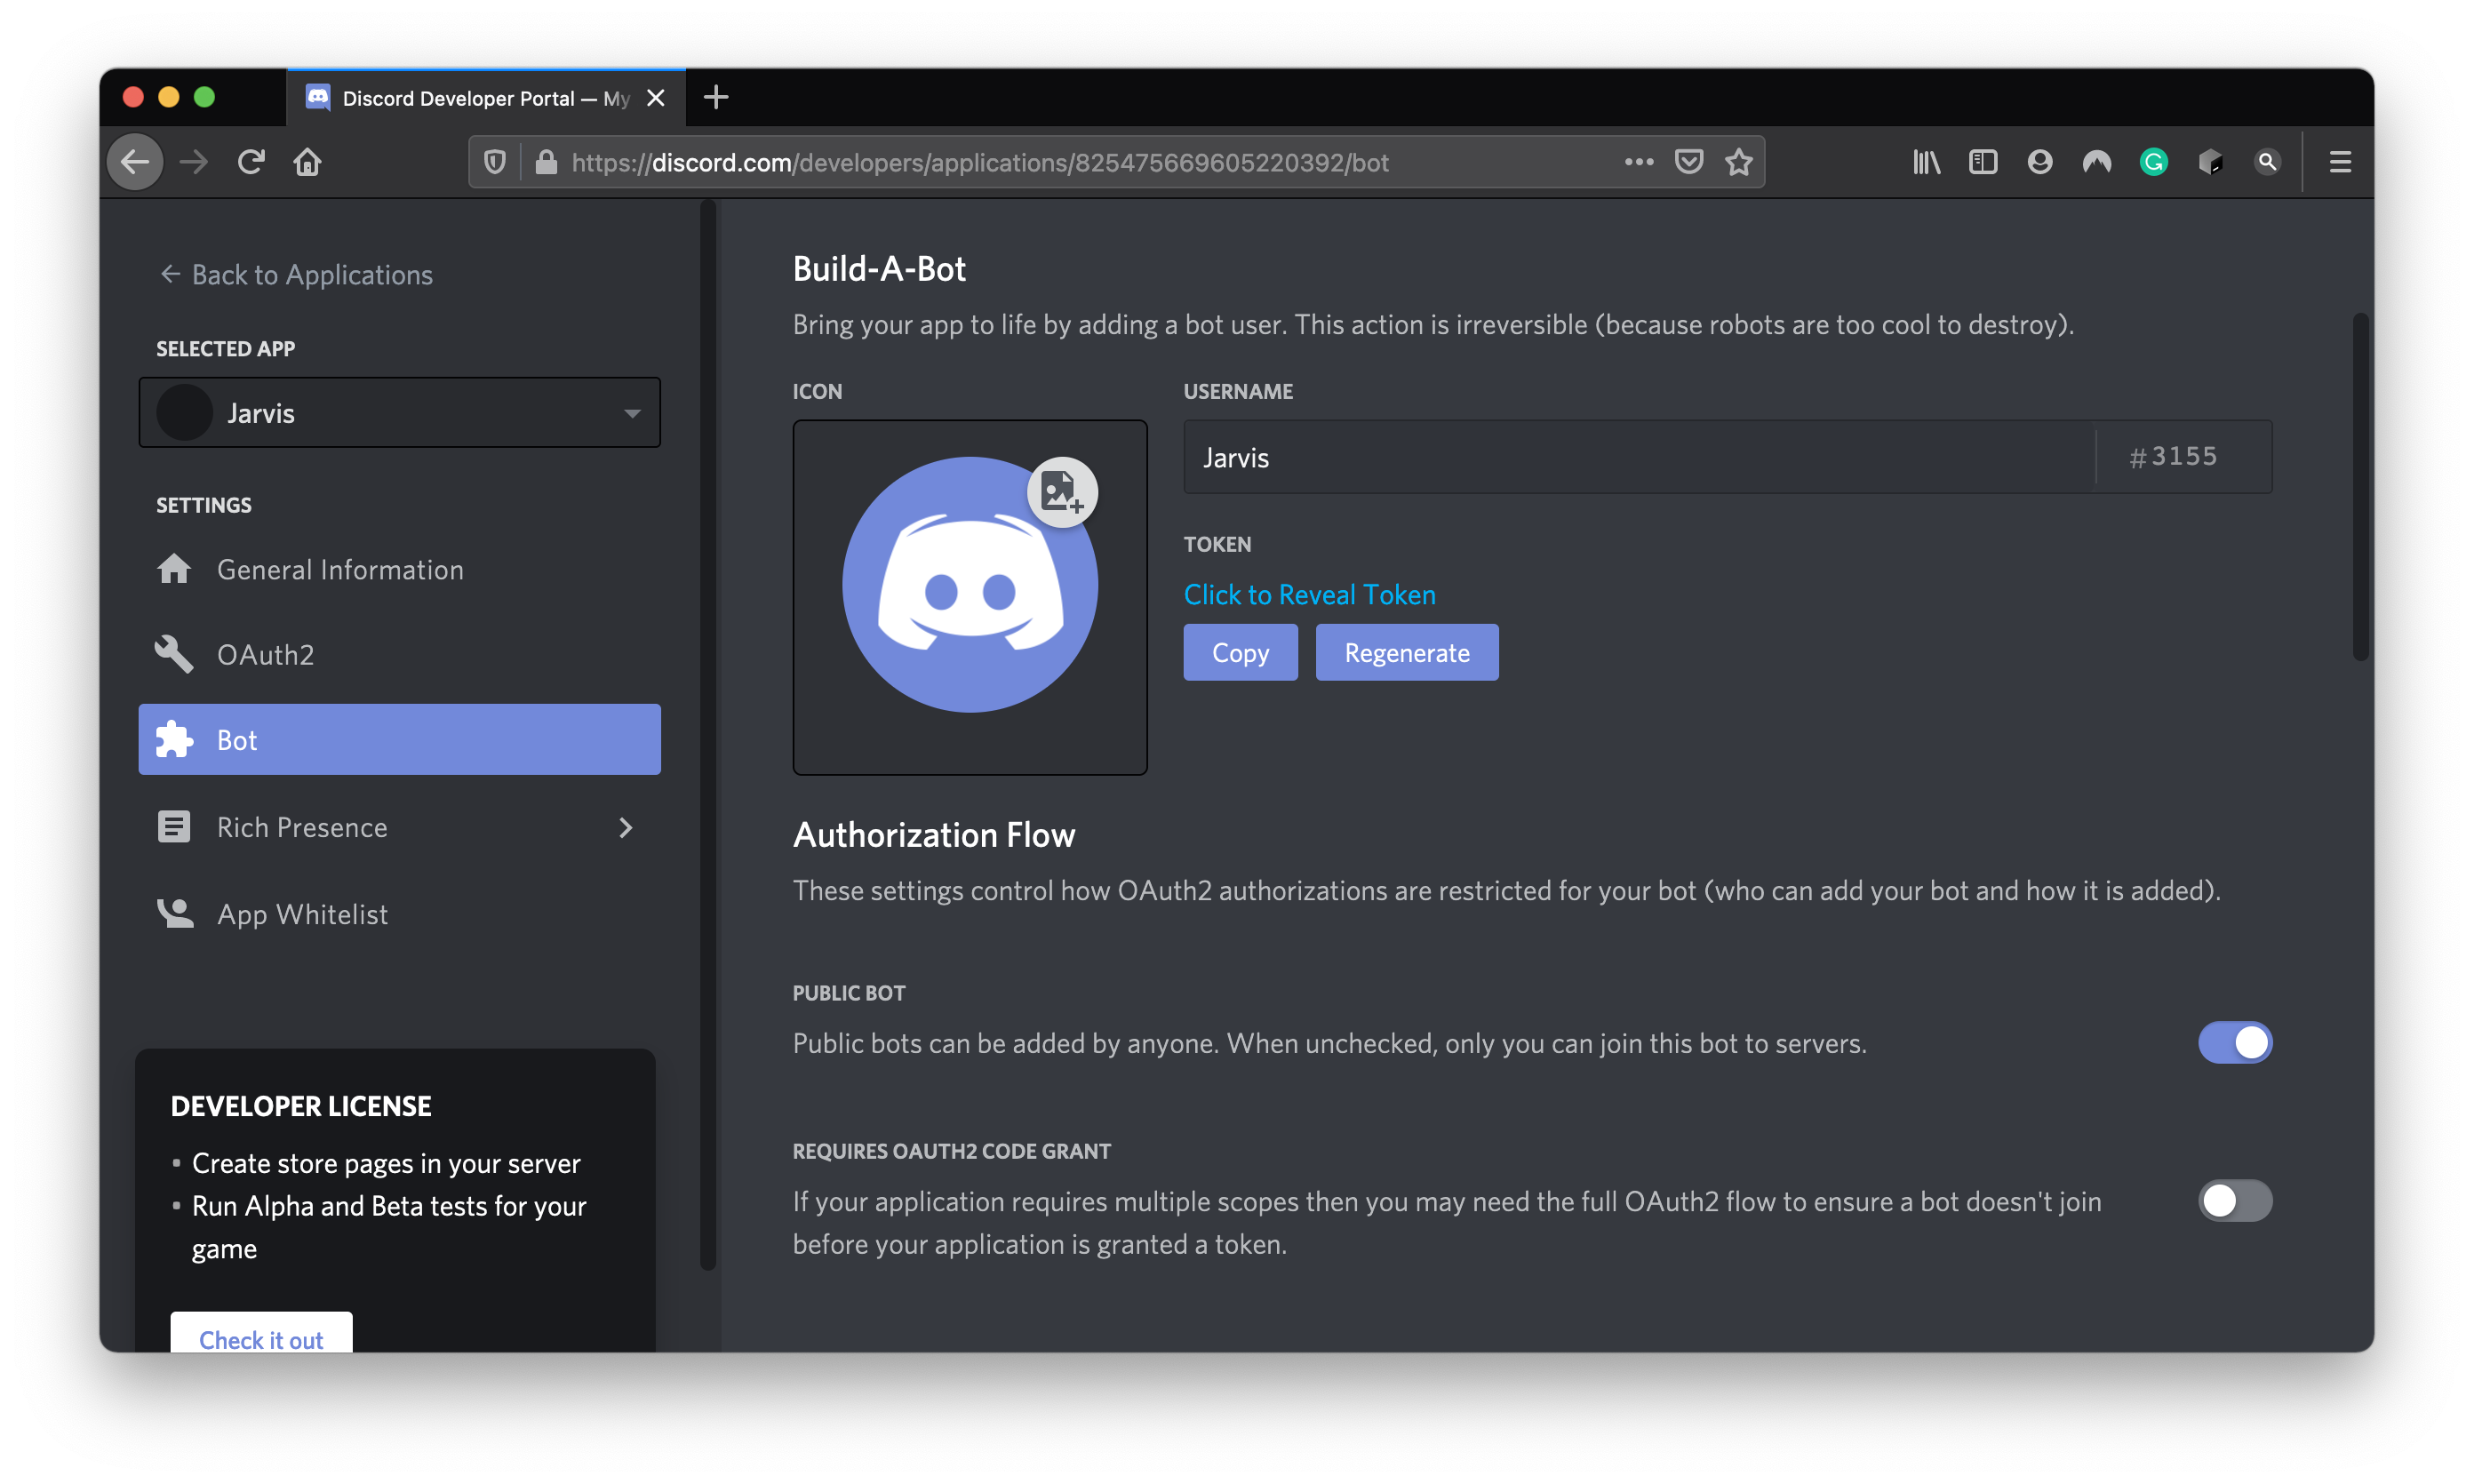 Discord Developer Portal — My
https://discord.com/developers/applications/825475669605220392/bot
Back to Applications
SELECTED APP
Jarvis
SETTINGS
General Information
OAuth2
Bot
Rich Presence
App Whitelist
DEVELOPER LICENSE
Create store pages in your server
Run Alpha and Beta tests for your
game
Check it out
Build-A-Bot
Bring your app to life by adding a bot user. This action is irreversible (because robots are too cool to destroy).
ICON
USERNAME
Jarvis
#3155
TOKEN
Click to Reveal Token
Copy
Regenerate
Authorization Flow
These settings control how OAuth2 authorizations are restricted for your bot (who can add your bot and how it is added).
PUBLIC BOT
Public bots can be added by anyone. When unchecked, only you can join this bot to servers.
REQUIRES OAUTH2 CODE GRANT
If your application requires multiple scopes then you may need the full OAuth2 flow to ensure a bot doesn't join
before your application is granted a token.